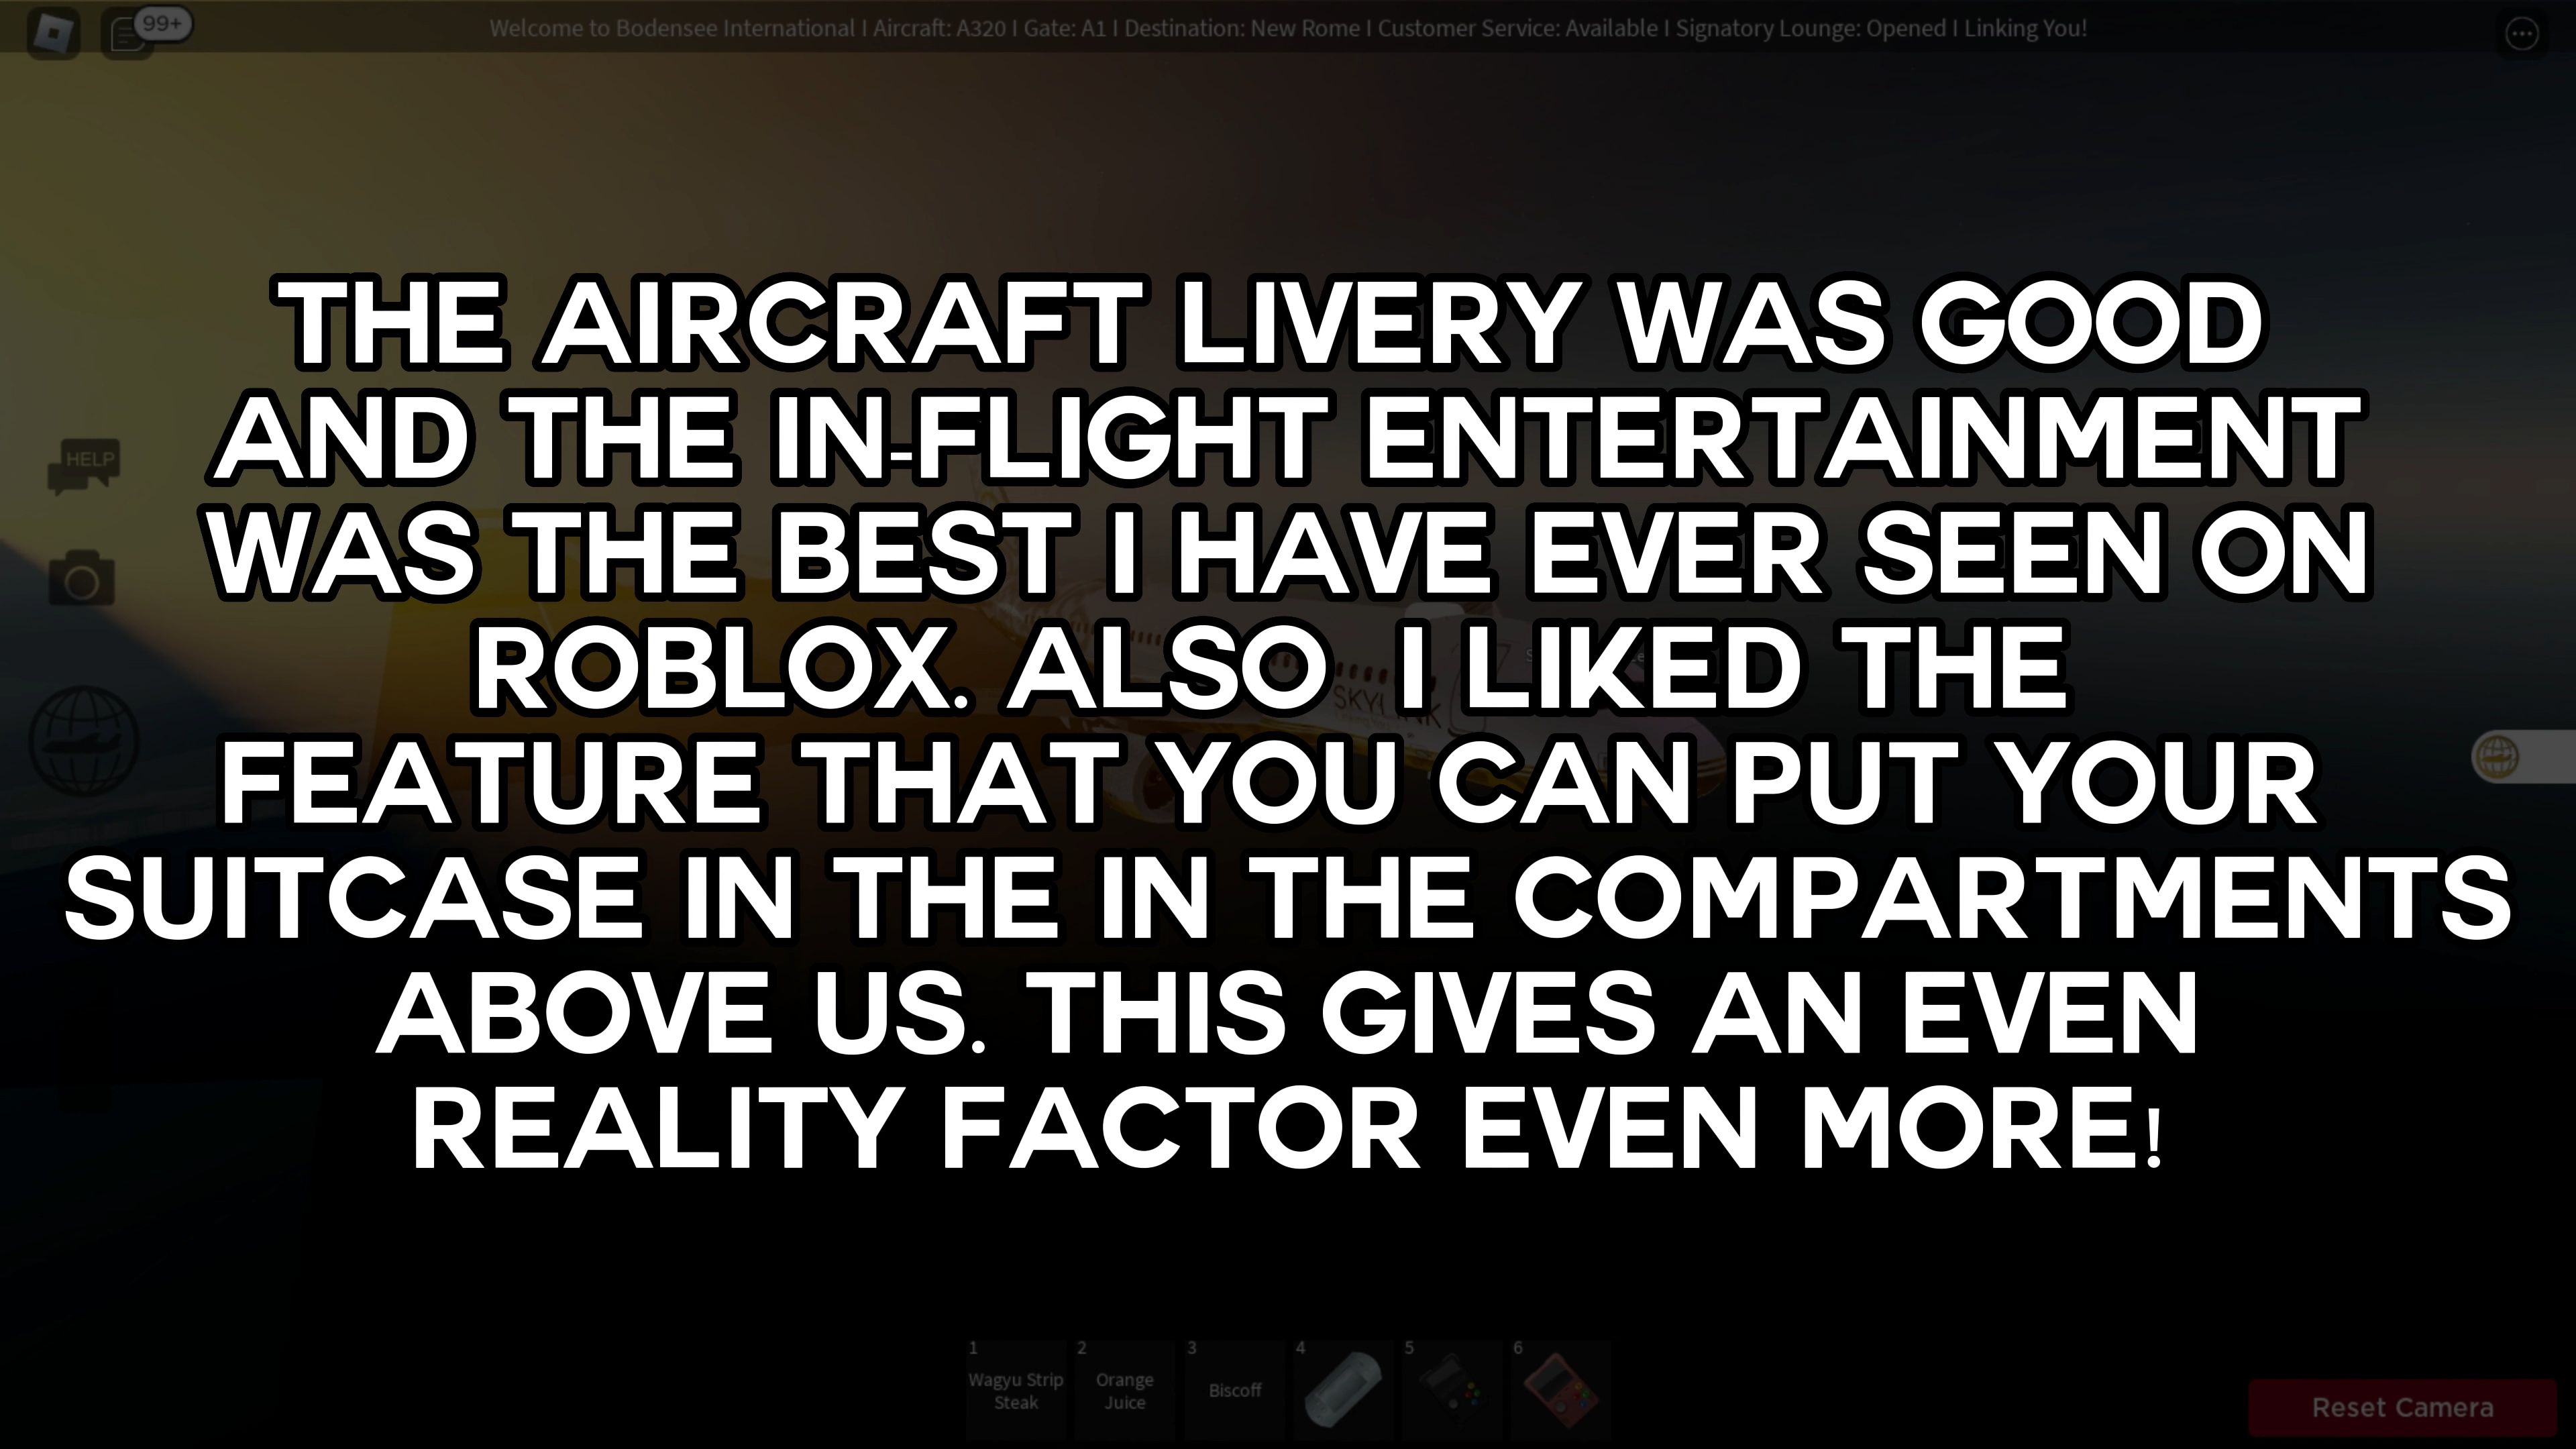 99+
Welcome to Bodensee International I Aircraft: A320 I Gate: A1 I Destination: New Rome I Customer Service: Available I Signatory Lounge: Opened I Linking You!
THE AIRCRAFT LIVERY WAS GOOD
AND THE IN-FLIGHT ENTERTAINMENT
HELP
WAS THE BEST I HAVE EVER SEEN ON
ROBLOX. ALSO I LIKED THE
SKYLINK
FEATURE THAT YOU CAN PUT YOUR
SUITCASE IN THE IN THE COMPARTMENTS
ABOVE US. THIS GIVES AN EVEN
REALITY FACTOR EVEN MORE!
1 2 3 4 5 6
Wagyu Strip Steak
Orange Juice
Biscoff
Reset Camera